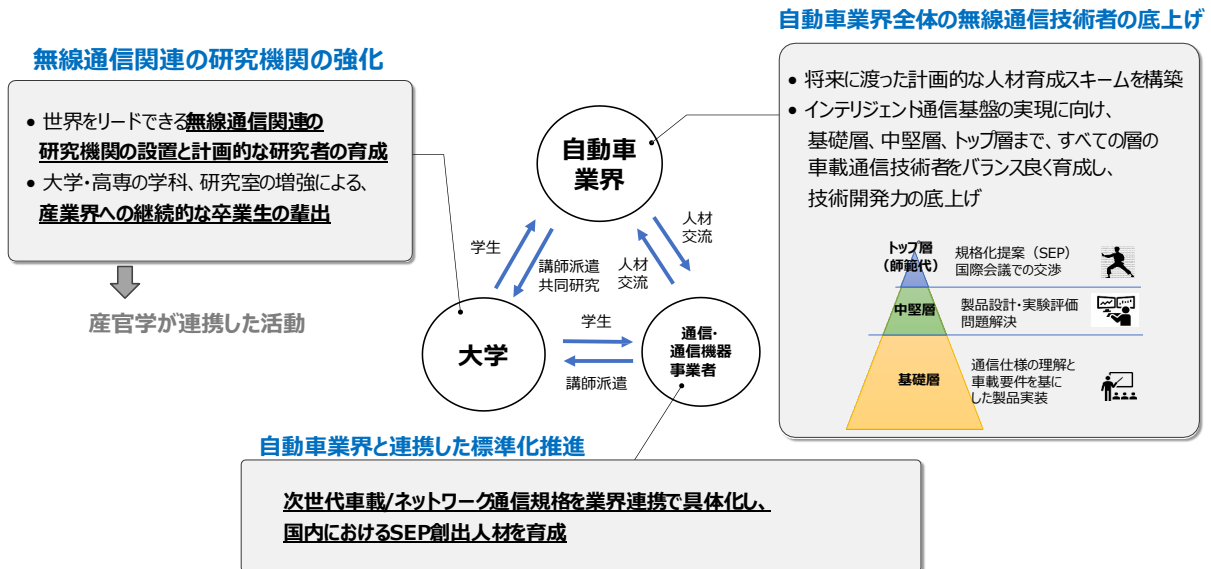 自動車業界全体の無線通信技術者の底上げ
無線通信関連の研究機関の強化
• 世界をリードできる無線通信関連の
研究機関の設置と計画的な研究者の育成
• 大学・高専の学科、研究室の増強による、
産業界への継続的な卒業生の輩出
産官学が連携した活動
• 将来に渡った計画的な人材育成スキームを構築
• インテリジェント通信基盤の実現に向け、
基礎層、中堅層、トップ層まで、すべての層の
車載通信技術者をバランス良く育成し、
技術開発力の底上げ
トップ層
(師範代)
規格化提案（SEP）
国際会議での交渉
中堅層
製品設計・実験評価
問題解決
基礎層
通信仕様の理解と
車載要件を基に
した製品実装
自動車
業界
学生
講師派遣
共同研究
人材
交流
人材
交流
大学
学生
講師派遣
通信・
通信機器
事業者
自動車業界と連携した標準化推進
次世代車載/ネットワーク通信規格を業界連携で具体化し、
国内におけるSEP創出人材を育成